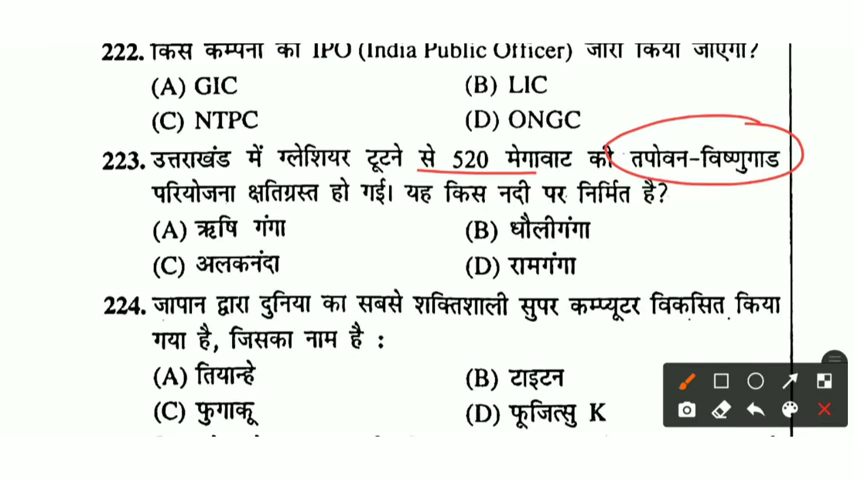 222. किस कम्पनी का IPO (India Public Officer) जारी किया जाएगा?
(A) GIC (B) LIC
(C) NTPC (D) ONGC
223. उत्तराखंड में ग्लेशियर टूटने से 520 मेगावाट की तपोवन-विष्णुगाड
परियोजना क्षतिग्रस्त हो गई। यह किस नदी पर निर्मित है?
(A) ऋषि गंगा (B) धौलीगंगा
(C) अलकनंदा (D) रामगंगा
224. जापान द्वारा दुनिया का सबसे शक्तिशाली सुपर कम्प्यूटर विकसित किया
गया है, जिसका नाम है :
(A) तियान्हे (B) टाइटन
(C) फुगाकू (D) फूजित्सु K